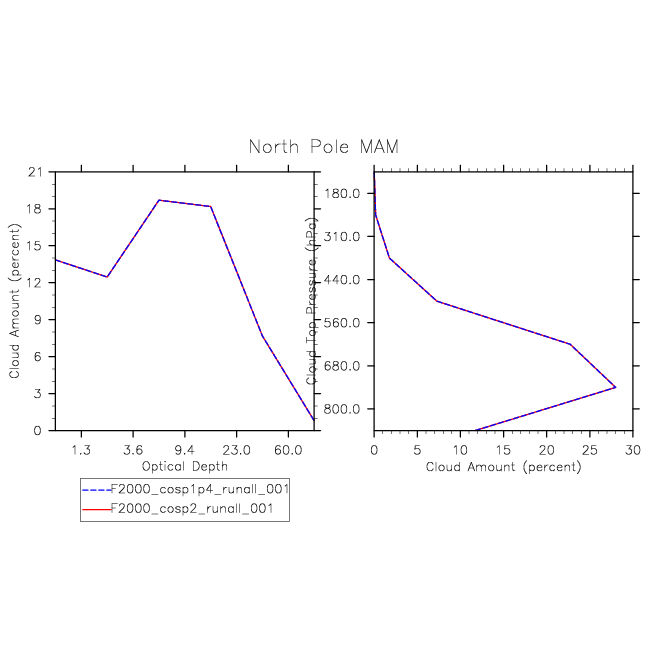 North Pole MAM
Cloud Amount (percent)
21
18
15
12
9
6
3
0
1.3 3.6 9.4 23.0 60.0
Optical Depth
Cloud Top Pressure (hPa)
180.0
310.0
440.0
560.0
680.0
800.0
0 5 10 15 20 25 30
Cloud Amount (percent)
F2000_cosp1p4_runall_001
F2000_cosp2_runall_001